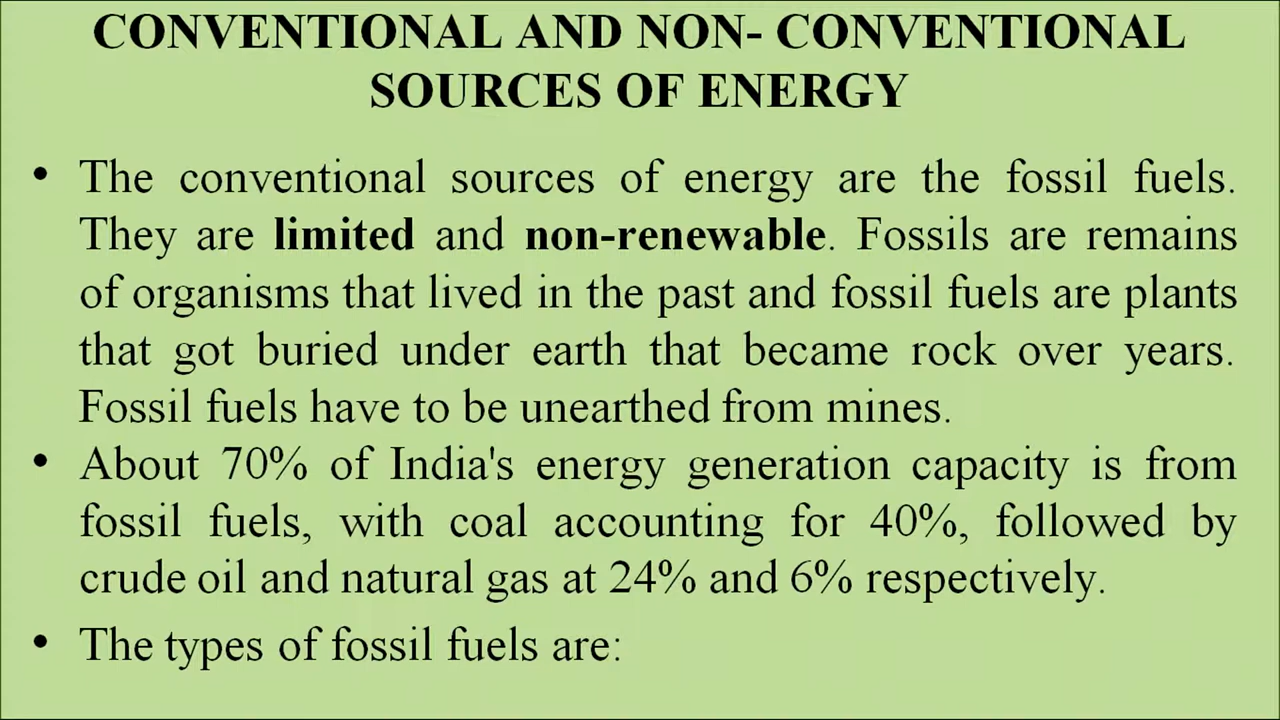 CONVENTIONAL AND NON- CONVENTIONAL
SOURCES OF ENERGY
• The conventional sources of energy are the fossil fuels.
They are limited and non-renewable. Fossils are remains
of organisms that lived in the past and fossil fuels are plants
that got buried under earth that became rock over years.
Fossil fuels have to be unearthed from mines.
• About 70% of India's energy generation capacity is from
fossil fuels, with coal accounting for 40%, followed by
crude oil and natural gas at 24% and 6% respectively.
• The types of fossil fuels are: